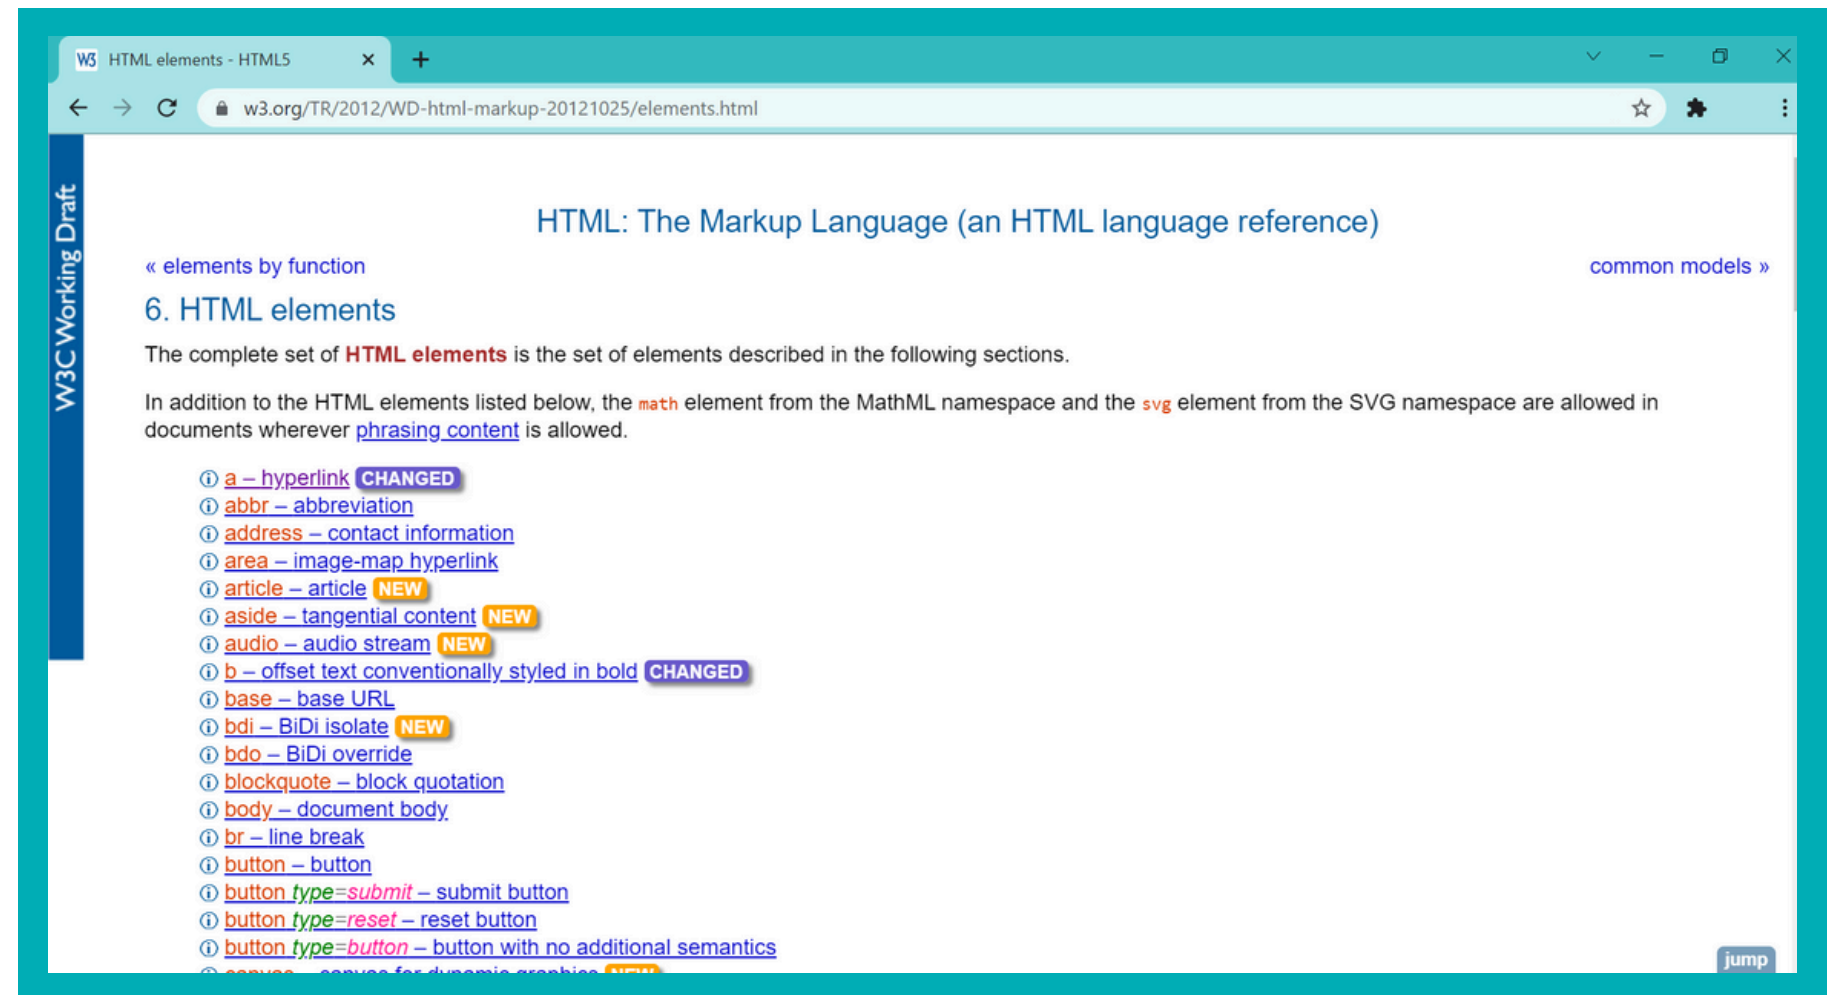 W3 HTML elements - HTML5
w3.org/TR/2012/WD-html-markup-20121025/elements.html
W3C Working Draft
HTML: The Markup Language (an HTML language reference)
« elements by function
common models »
6. HTML elements
The complete set of HTML elements is the set of elements described in the following sections.
In addition to the HTML elements listed below, the math element from the MathML namespace and the svg element from the SVG namespace are allowed in
documents wherever phrasing content is allowed.
a – hyperlink CHANGED
abbr – abbreviation
address – contact information
area – image-map hyperlink
article – article NEW
aside – tangential content NEW
audio – audio stream NEW
b – offset text conventionally styled in bold CHANGED
base – base URL
bdi – BiDi isolate NEW
bdo – BiDi override
blockquote – block quotation
body – document body
br – line break
button – button
button type=submit – submit button
button type=reset – reset button
button type=button – button with no additional semantics
canvas – canvas for dynamic graphics NEW
jump